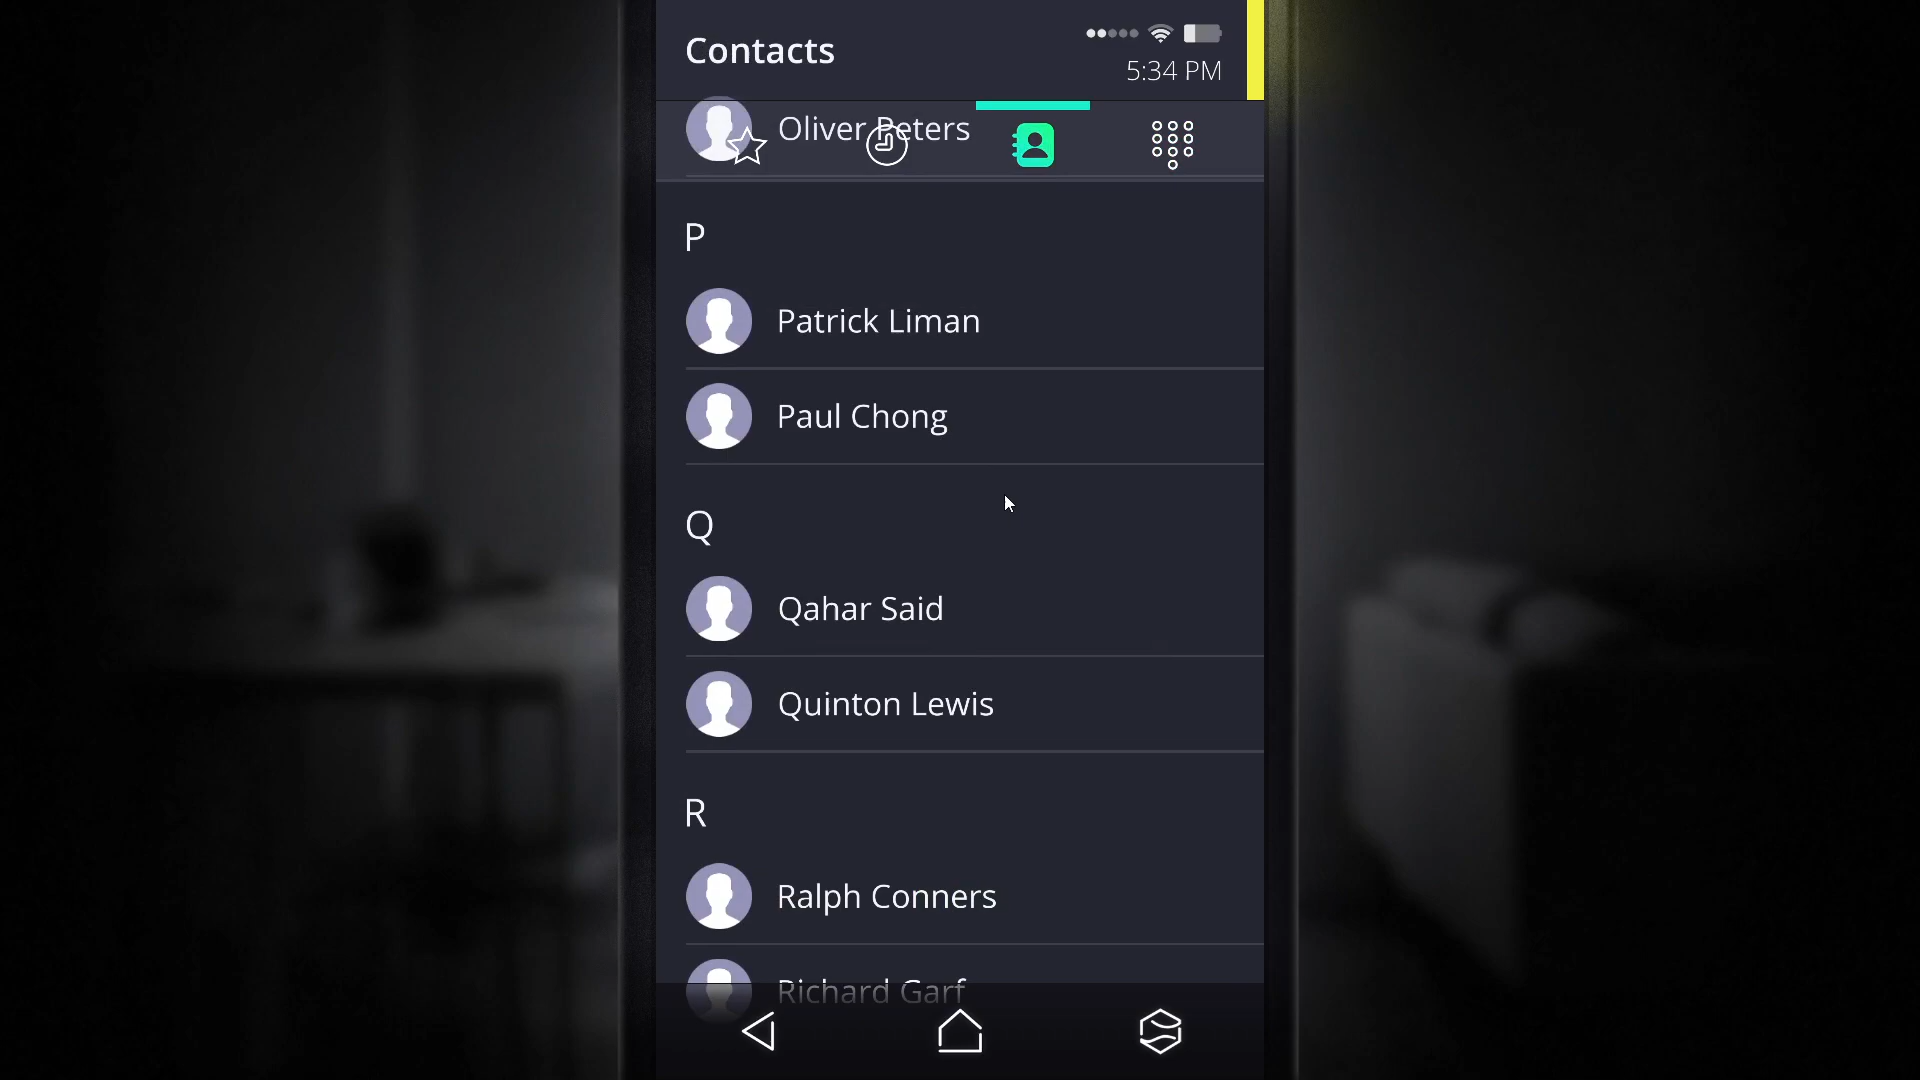 Contacts
5:34 PM
Oliver Peters
P
Patrick Liman
Paul Chong
Q
Qahar Said
Quinton Lewis
R
Ralph Conners
Richard Garf